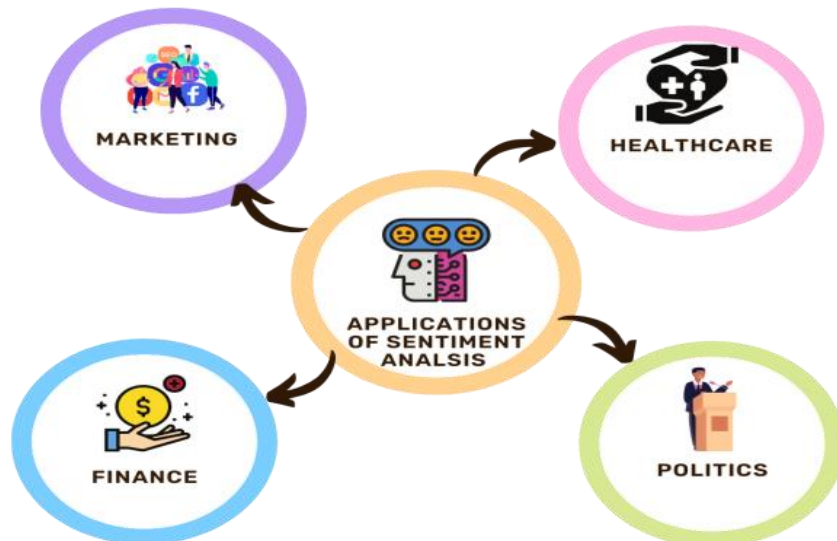 MARKETING
HEALTHCARE
APPLICATIONS
OF SENTIMENT
ANALSIS
FINANCE
POLITICS